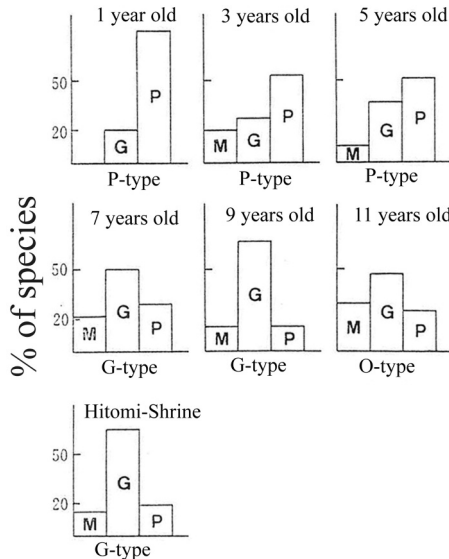 1 year old 3 years old 5 years old
50
20
G P M G P M G P
P-type P-type P-type
% of species
7 years old 9 years old 11 years old
50
20
M G P M G P M G P
G-type G-type O-type
Hitomi-Shrine
50
20
M G P
G-type